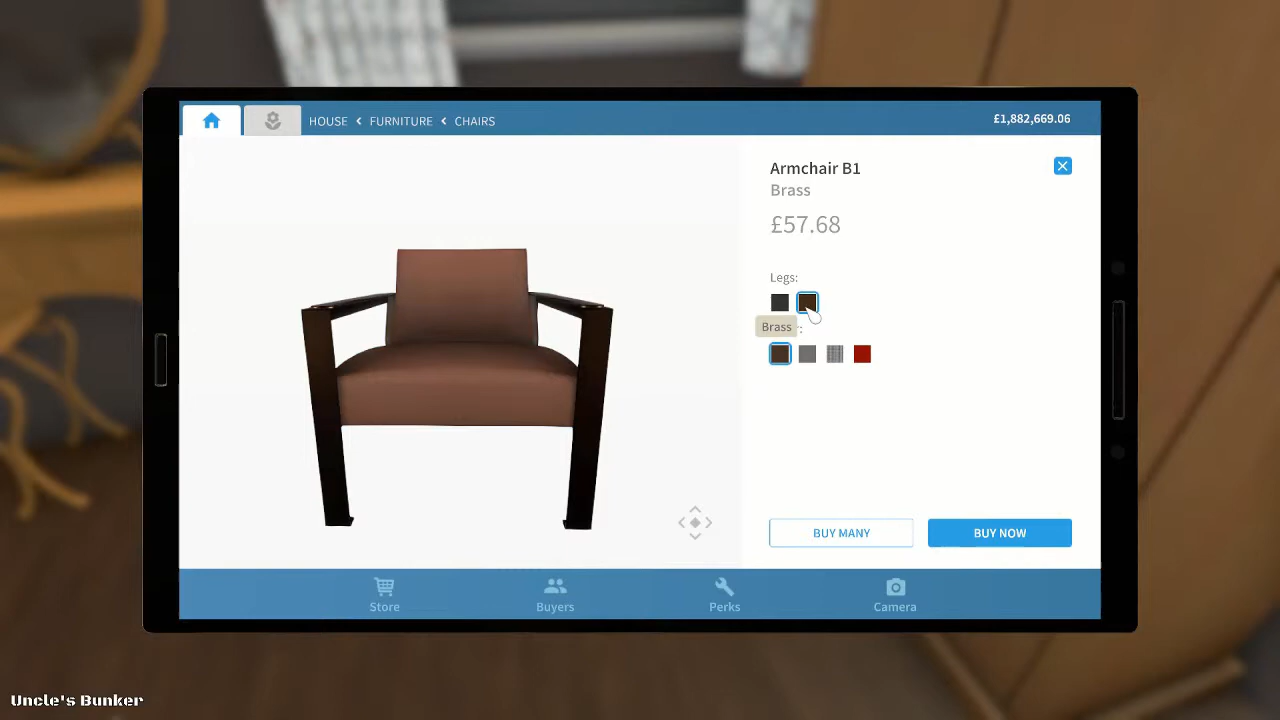 HOUSE < FURNITURE < CHAIRS
£1,882,669.06
Armchair B1
Brass
£57.68
Legs:
Brass
:
BUY MANY
BUY NOW
Store
Buyers
Perks
Camera
Uncle's Bunker